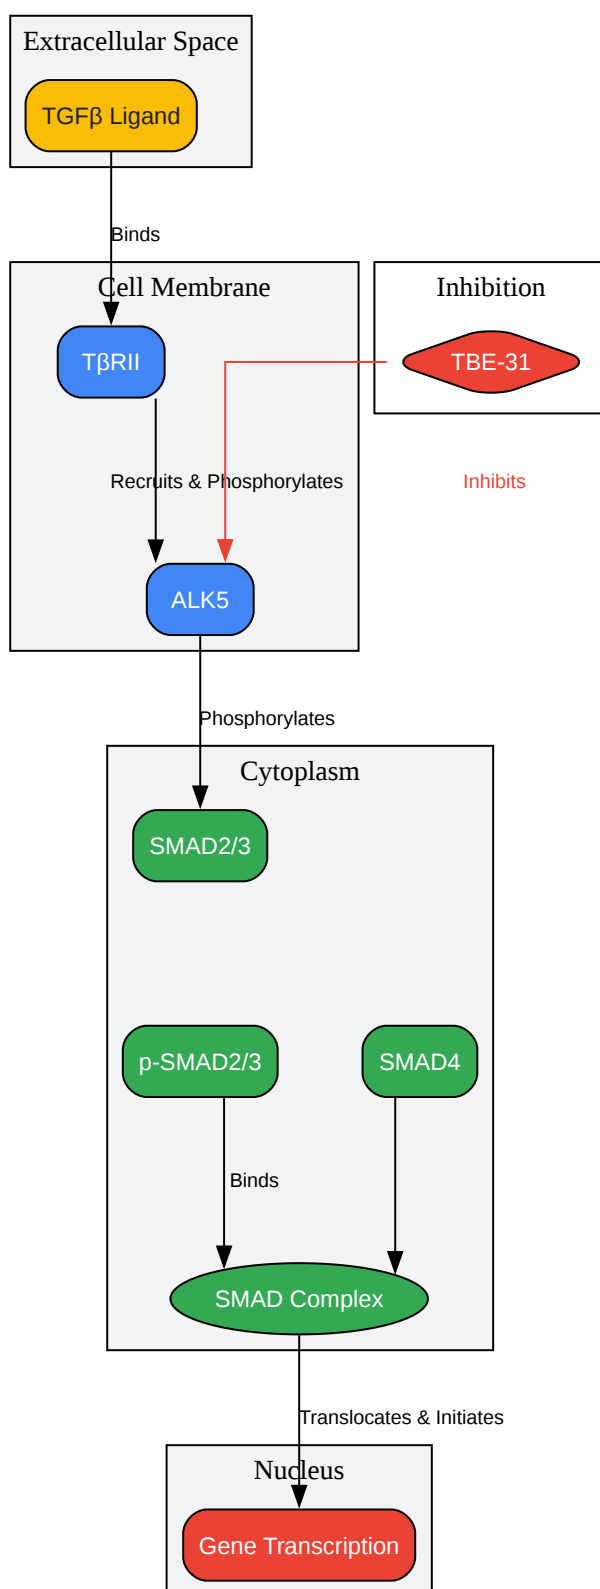 Extracellular Space
TGFβ Ligand
Binds
Cell Membrane
Inhibition
TβRII
TBE-31
Recruits & Phosphorylates
Inhibits
ALK5
Phosphorylates
Cytoplasm
SMAD2/3
p-SMAD2/3
SMAD4
Binds
SMAD Complex
Translocates & Initiates
Nucleus
Gene Transcription